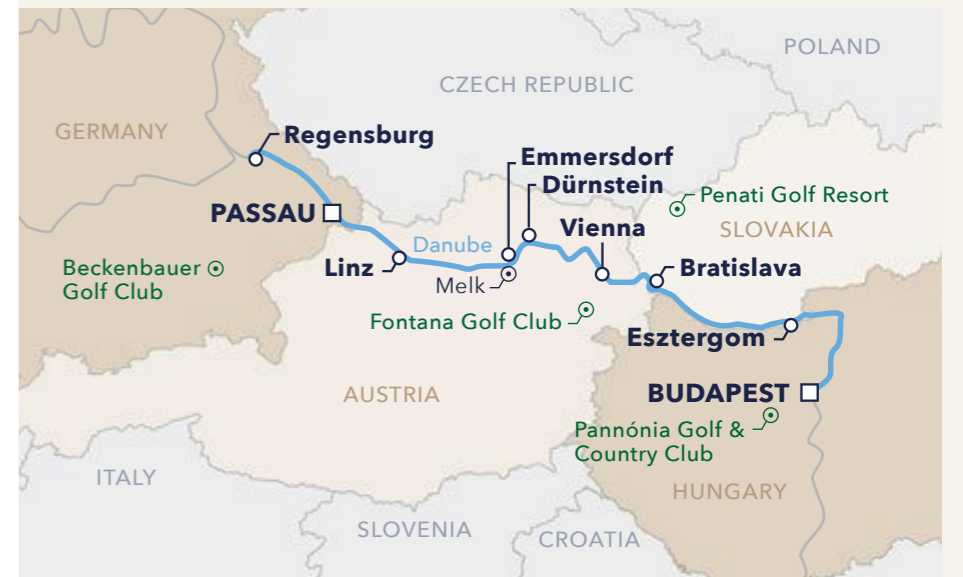 POLAND
CZECH REPUBLIC
GERMANY
Regensburg
Emmersdorf
Dürnstein
Penati Golf Resort
PASSAU
Vienna
SLOVAKIA
Danube
Linz
Beckenbauer
Golf Club
Melk
Bratislava
Fontana Golf Club
Esztergom
AUSTRIA
BUDAPEST
Pannónia Golf &
Country Club
ITALY
HUNGARY
SLOVENIA
CROATIA